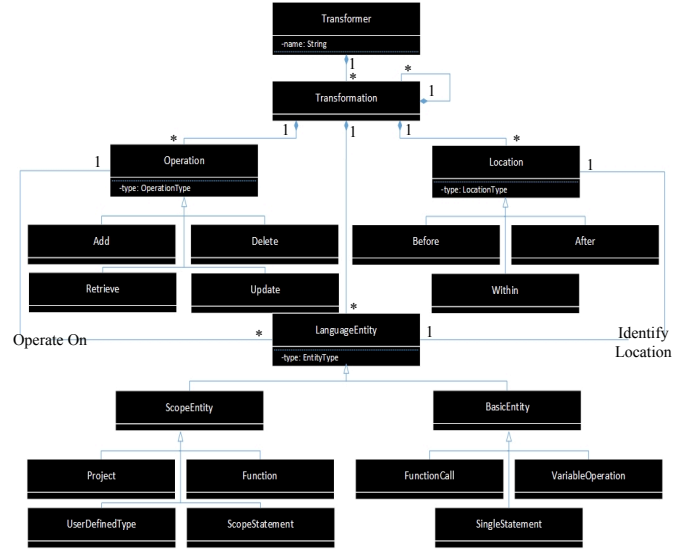 Transformer
-name: String
1
*
*
Transformation
1
1
1
1
*
*
1
Operation
Location
1
-type: OperationType
-type: LocationType
Add
Delete
Before
After
Retrieve
Update
Within
*
LanguageEntity
Operate On
*
1
Identify
Location
-type: EntityType
ScopeEntity
BasicEntity
Project
Function
FunctionCall
VariableOperation
UserDefinedType
ScopeStatement
SingleStatement